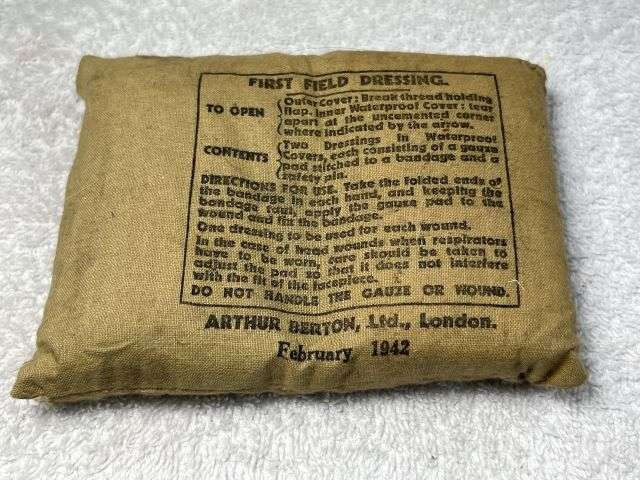 FIRST FIELD DRESSING.
TO OPEN { Outer Cover: Break thread holding
flap. Inner Waterproof Cover: tear
apart at the uncemented corner
where indicated by the arrow.
CONTENTS { Two Dressings in Waterproof
Covers, each consisting of a gauze
pad stitched to a bandage and a
safety pin.
DIRECTIONS FOR USE. Take the folded ends of
the bandage in each hand, and keeping the
bandage taut, apply the gauze pad to the
wound and fix the bandage.
One dressing to be used for each wound.
In the case of head wounds when respirators
have to be worn, care should be taken to
adjust the pad so that it does not interfere
with the fit of the facepiece.
DO NOT HANDLE THE GAUZE OR WOUND.
ARTHUR BERTON, Ltd., London.
February 1942